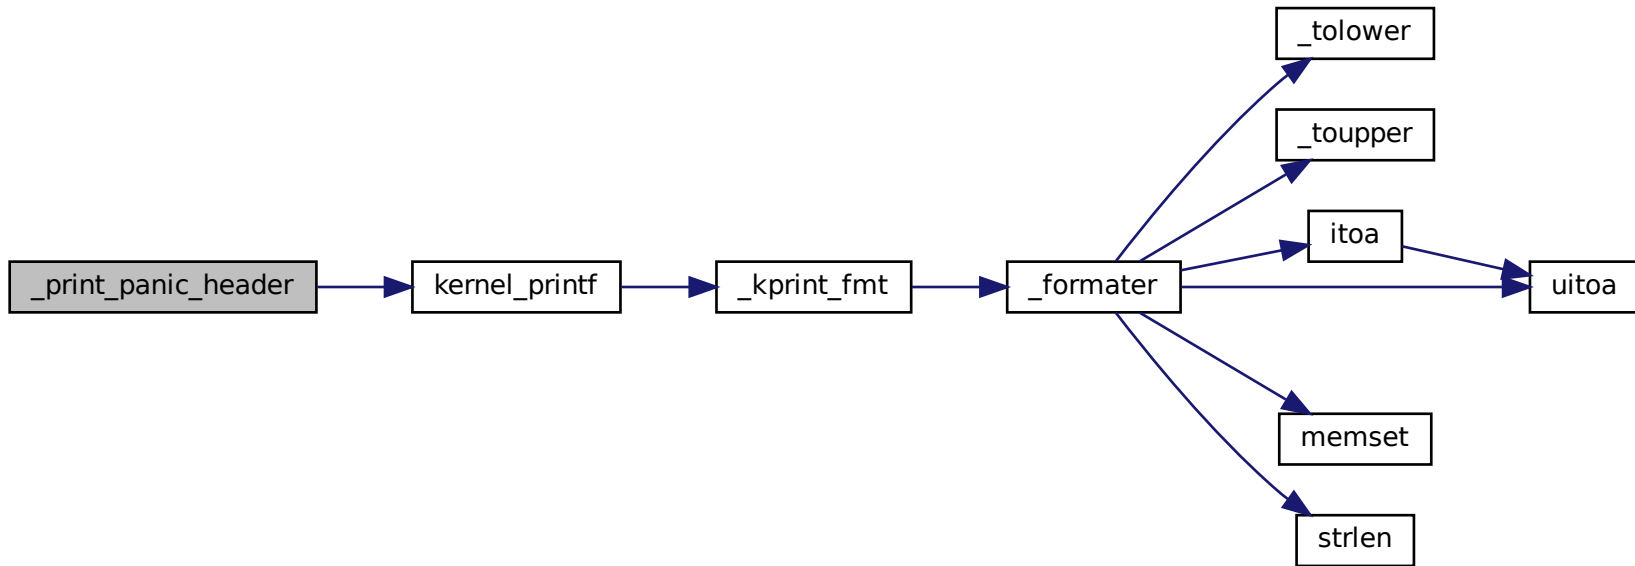 _tolower
_toupper
itoa
_print_panic_header
kernel_printf
_kprint_fmt
_formater
uitoa
memset
strlen